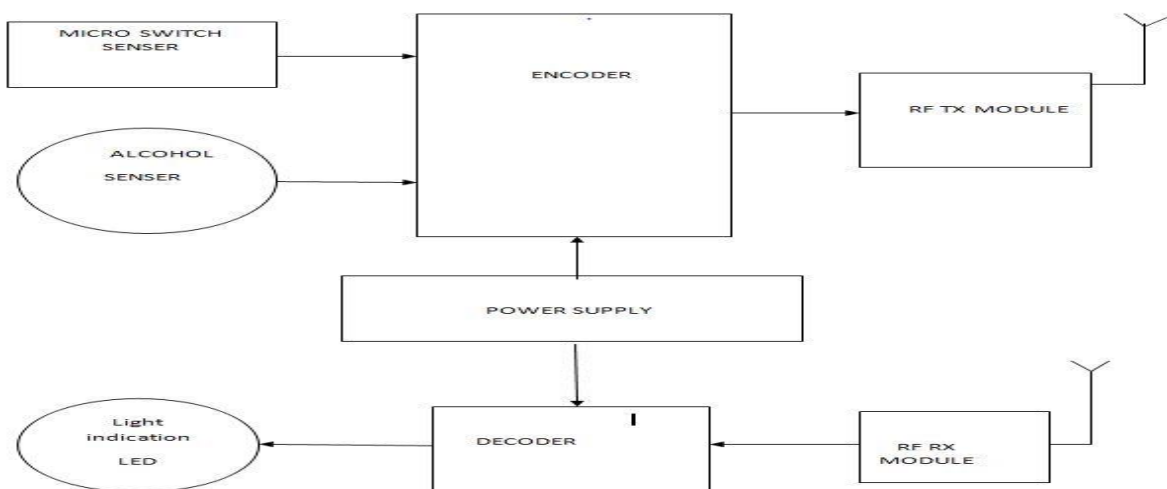 MICRO SWITCH
SENSER
ENCODER
RF TX MODULE
ALCOHOL
SENSER
POWER SUPPLY
Light
indication
LED
DECODER
RF RX
MODULE